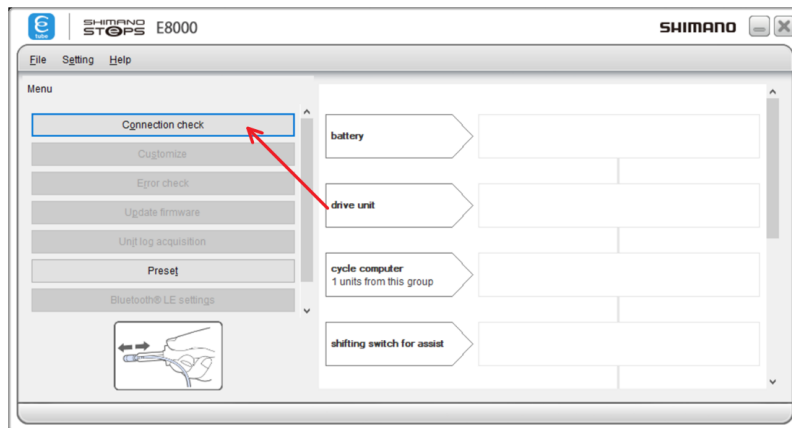 e
tube
SHIMANO
STEPS E8000
SHIMANO
File Setting Help
Menu
Connection check
Customize
Error check
Update firmware
Unit log acquisition
Preset
Bluetooth® LE settings
battery
drive unit
cycle computer
1 units from this group
shifting switch for assist